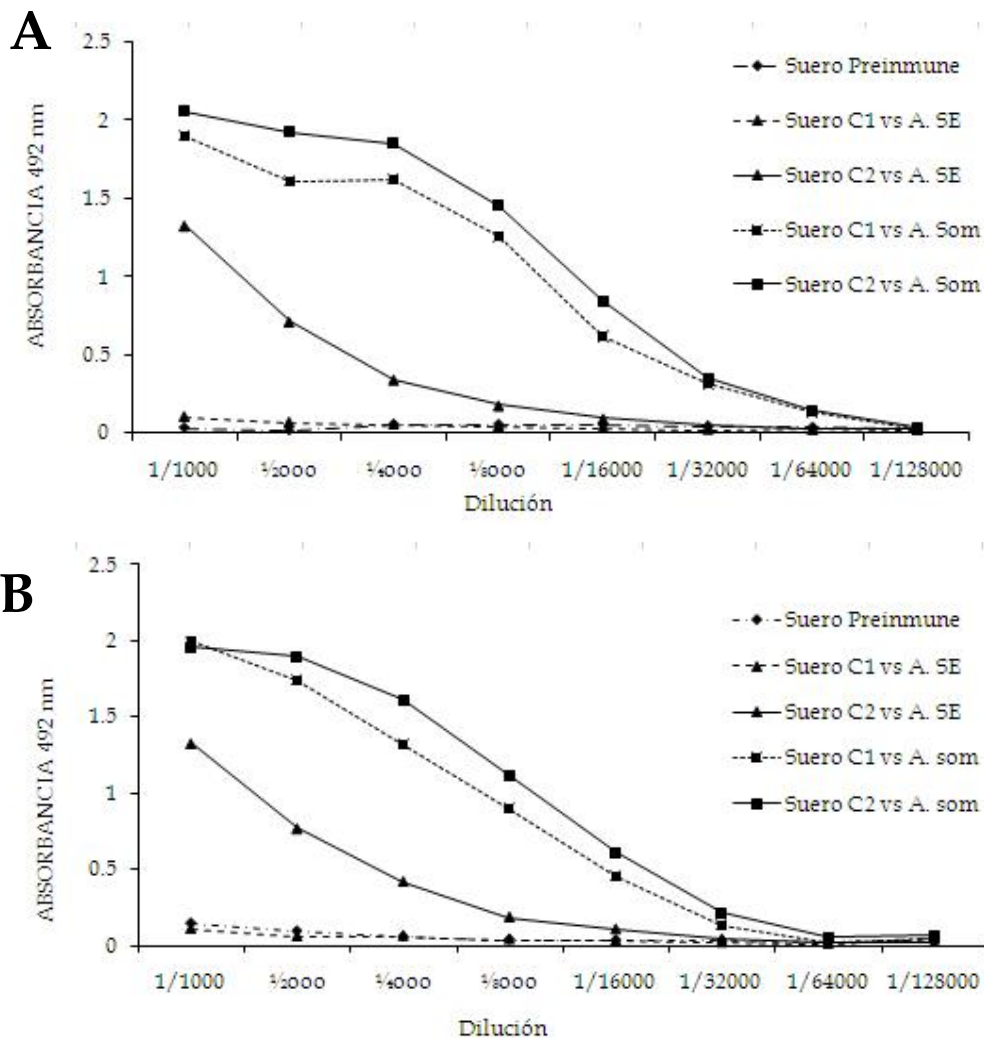 A
2.5
2
1.5
1
0.5
0
ABSORBANCIA 492 nm
Suero Preinmune
Suero C1 vs A. SE
Suero C2 vs A. SE
Suero C1 vs A. Som
Suero C2 vs A. Som
1/1000 ½000 ¼000 ⅛000 1/16000 1/32000 1/64000 1/128000
Dilución
B
2.5
2
1.5
1
0.5
0
ABSORBANCIA 492 nm
Suero Preinmune
Suero C1 vs A. SE
Suero C2 vs A. SE
Suero C1 vs A. som
Suero C2 vs A. som
1/1000 ½000 ¼000 ⅛000 1/16000 1/32000 1/64000 1/128000
Dilución